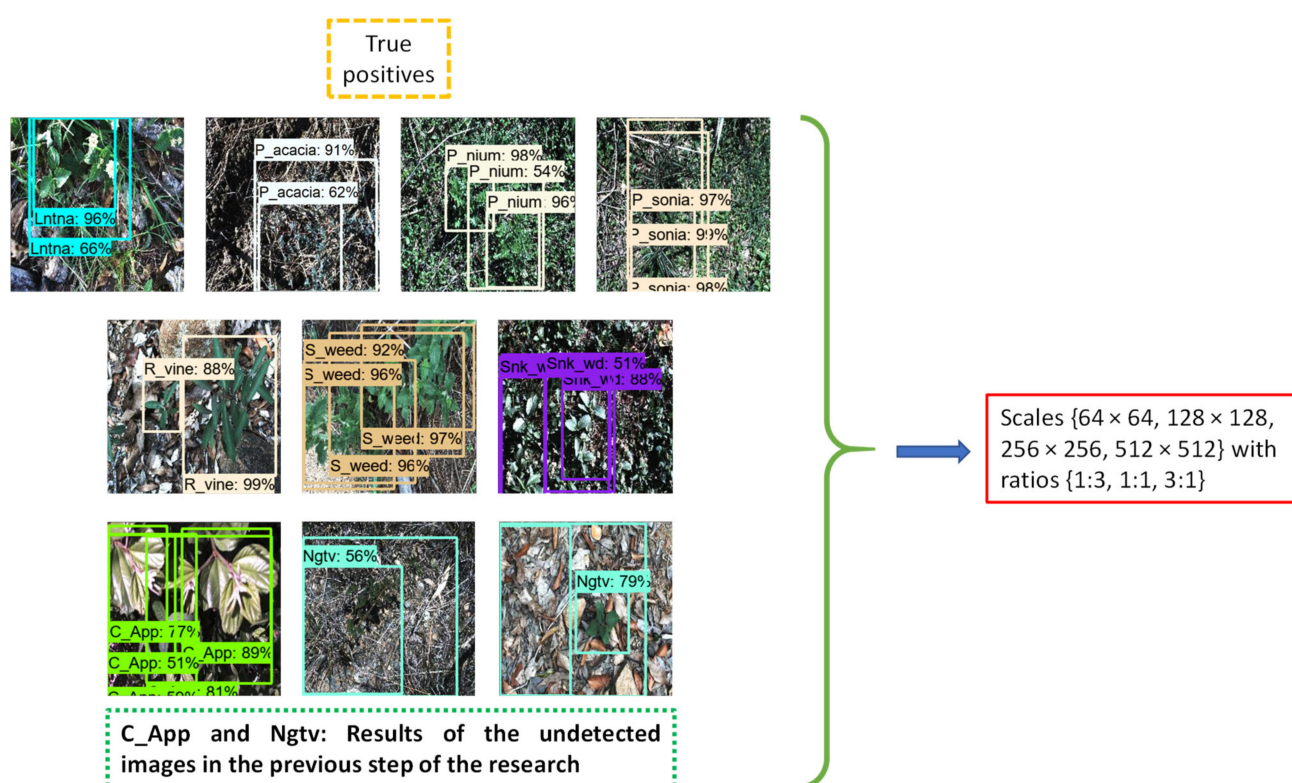 True
positives
Lntna: 96%
Lntna: 66%
P_acacia: 91%
P_acacia: 62%
P_nium: 98%
P_nium: 54%
P_nium: 96%
P_sonia: 97%
P_sonia: 99%
P_sonia: 98%
R_vine: 88%
R_vine: 99%
S_weed: 92%
S_weed: 96%
S_weed: 97%
S_weed: 96%
Snk_w
Snk_wd: 51%
Snk_wd: 88%
C_App: 77%
C_App: 89%
C_App: 51%
81%
Ngtv: 56%
Ngtv: 79%
C_App and Ngtv: Results of the undetected
images in the previous step of the research
Scales {64 × 64, 128 × 128,
256 × 256, 512 × 512} with
ratios {1:3, 1:1, 3:1}